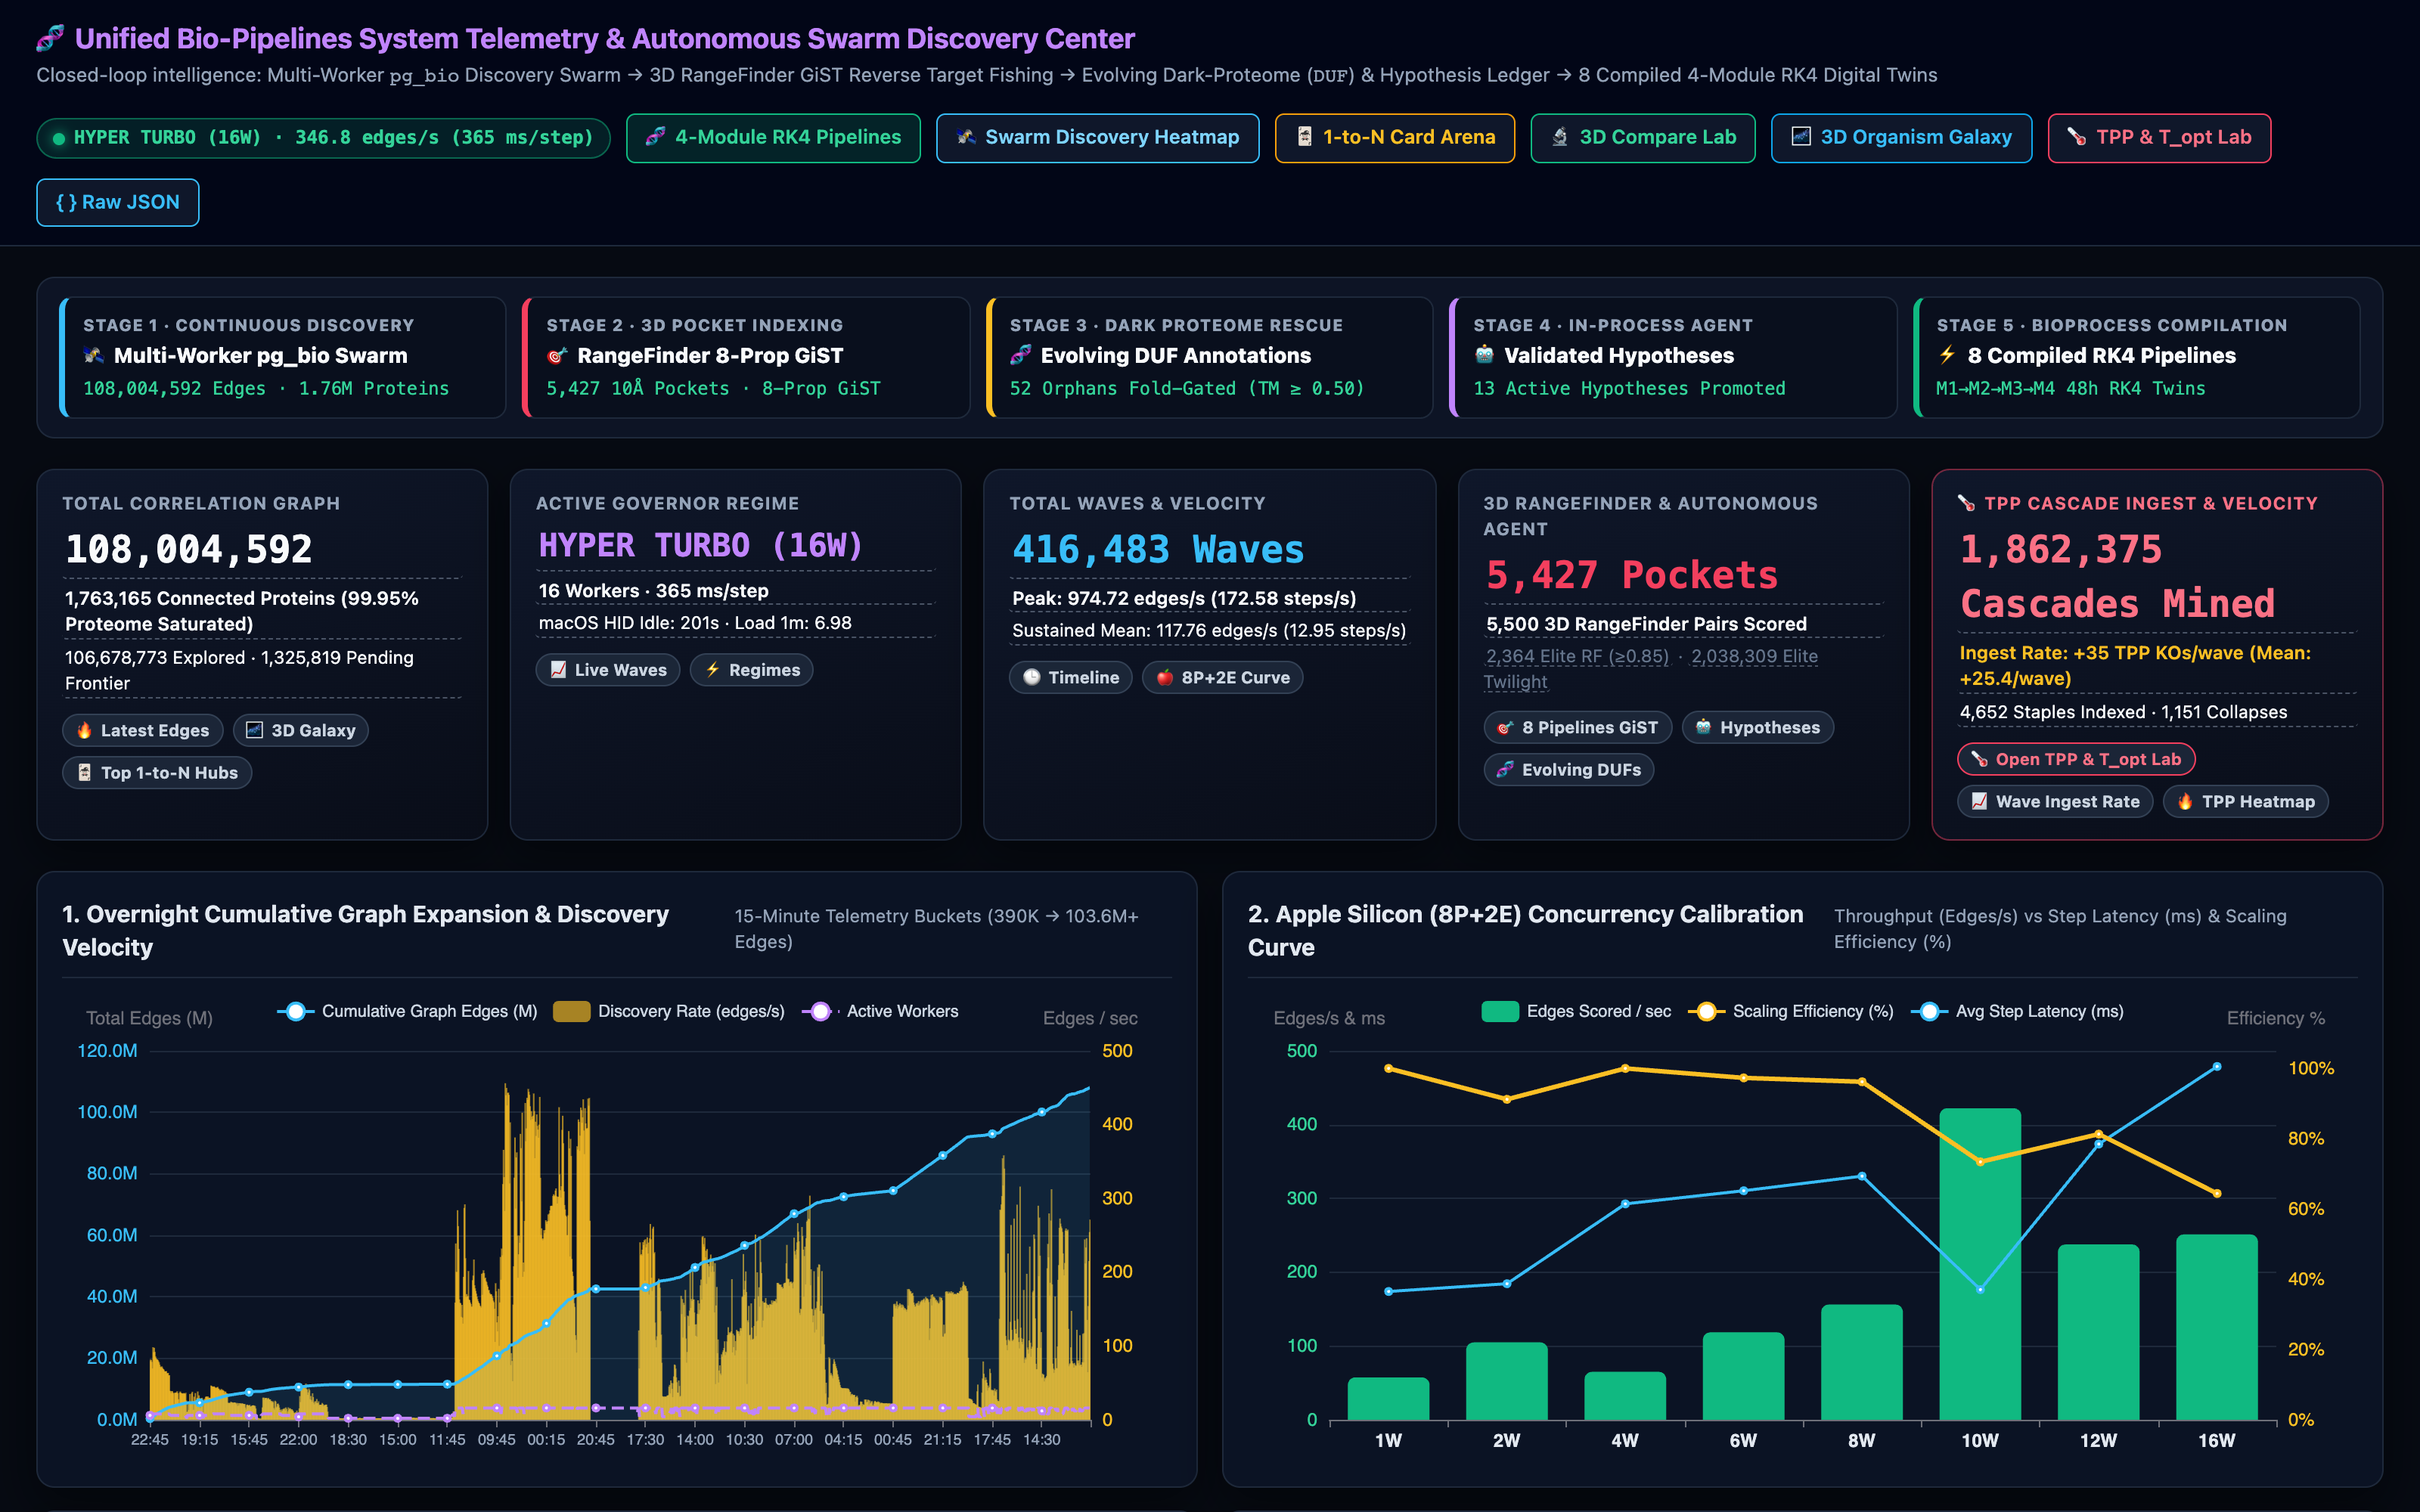 🧬 Unified Bio-Pipelines System Telemetry & Autonomous Swarm Discovery Center
Closed-loop intelligence: Multi-Worker pg_bio Discovery Swarm → 3D RangeFinder GiST Reverse Target Fishing → Evolving Dark-Proteome (DUF) & Hypothesis Ledger → 8 Compiled 4-Module RK4 Digital Twins
HYPER TURBO (16W) · 346.8 edges/s (365 ms/step)
4-Module RK4 Pipelines
Swarm Discovery Heatmap
1-to-N Card Arena
3D Compare Lab
3D Organism Galaxy
TPP & T_opt Lab
{ } Raw JSON
STAGE 1 · CONTINUOUS DISCOVERY
Multi-Worker pg_bio Swarm
108,004,592 Edges · 1.76M Proteins
STAGE 2 · 3D POCKET INDEXING
RangeFinder 8-Prop GiST
5,427 10Å Pockets · 8-Prop GiST
STAGE 3 · DARK PROTEOME RESCUE
Evolving DUF Annotations
52 Orphans Fold-Gated (TM ≥ 0.50)
STAGE 4 · IN-PROCESS AGENT
Validated Hypotheses
13 Active Hypotheses Promoted
STAGE 5 · BIOPROCESS COMPILATION
8 Compiled RK4 Pipelines
M1→M2→M3→M4 48h RK4 Twins
TOTAL CORRELATION GRAPH
108,004,592
1,763,165 Connected Proteins (99.95%
Proteome Saturated)
106,678,773 Explored · 1,325,819 Pending
Frontier
Latest Edges
3D Galaxy
Top 1-to-N Hubs
ACTIVE GOVERNOR REGIME
HYPER TURBO (16W)
16 Workers · 365 ms/step
macOS HID Idle: 201s · Load 1m: 6.98
Live Waves
Regimes
TOTAL WAVES & VELOCITY
416,483 Waves
Peak: 974.72 edges/s (172.58 steps/s)
Sustained Mean: 117.76 edges/s (12.95 steps/s)
Timeline
8P+2E Curve
3D RANGEFINDER & AUTONOMOUS
AGENT
5,427 Pockets
5,500 3D RangeFinder Pairs Scored
2,364 Elite RF (≥0.85) · 2,038,309 Elite
Twilight
8 Pipelines GiST
Hypotheses
Evolving DUFs
TPP CASCADE INGEST & VELOCITY
1,862,375
Cascades Mined
Ingest Rate: +35 TPP KOs/wave (Mean:
+25.4/wave)
4,652 Staples Indexed · 1,151 Collapses
Open TPP & T_opt Lab
Wave Ingest Rate
TPP Heatmap
1. Overnight Cumulative Graph Expansion & Discovery
Velocity
15-Minute Telemetry Buckets (390K → 103.6M+
Edges)
Total Edges (M)
Cumulative Graph Edges (M)
Discovery Rate (edges/s)
Active Workers
Edges / sec
120.0M
100.0M
80.0M
60.0M
40.0M
20.0M
0.0M
500
400
300
200
100
0
22:45 19:15 15:45 22:00 18:30 15:00 11:45 09:45 00:15 20:45 17:30 14:00 10:30 07:00 04:15 00:45 21:15 17:45 14:30
2. Apple Silicon (8P+2E) Concurrency Calibration
Curve
Throughput (Edges/s) vs Step Latency (ms) & Scaling
Efficiency (%)
Edges/s & ms
Edges Scored / sec
Scaling Efficiency (%)
Avg Step Latency (ms)
Efficiency %
500
400
300
200
100
0
100%
80%
60%
40%
20%
0%
1W 2W 4W 6W 8W 10W 12W 16W